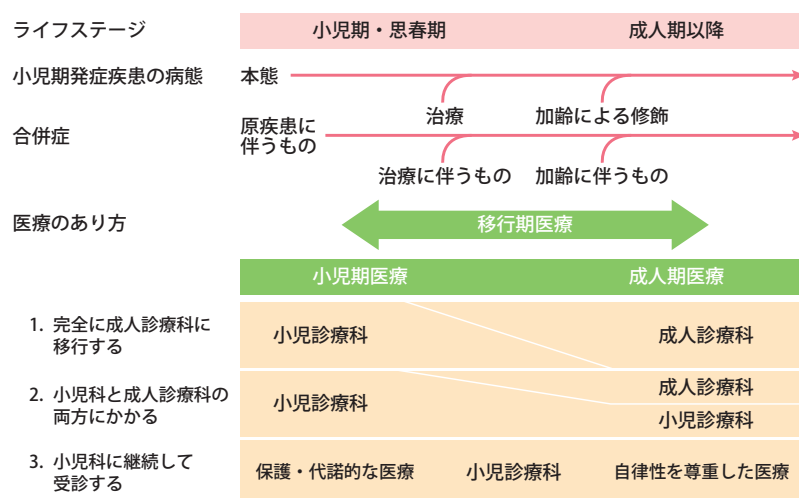 ライフステージ
小児期・思春期
成人期以降
小児期発症疾患の病態
本態
治療
加齢による修飾
合併症
原疾患に
伴うもの
治療に伴うもの
加齢に伴うもの
医療のあり方
移行期医療
小児期医療
成人期医療
1. 完全に成人診療科に
移行する
小児診療科
成人診療科
2. 小児科と成人診療科の
両方にかかる
小児診療科
成人診療科
小児診療科
3. 小児科に継続して
受診する
保護・代諾的な医療
小児診療科
自律性を尊重した医療